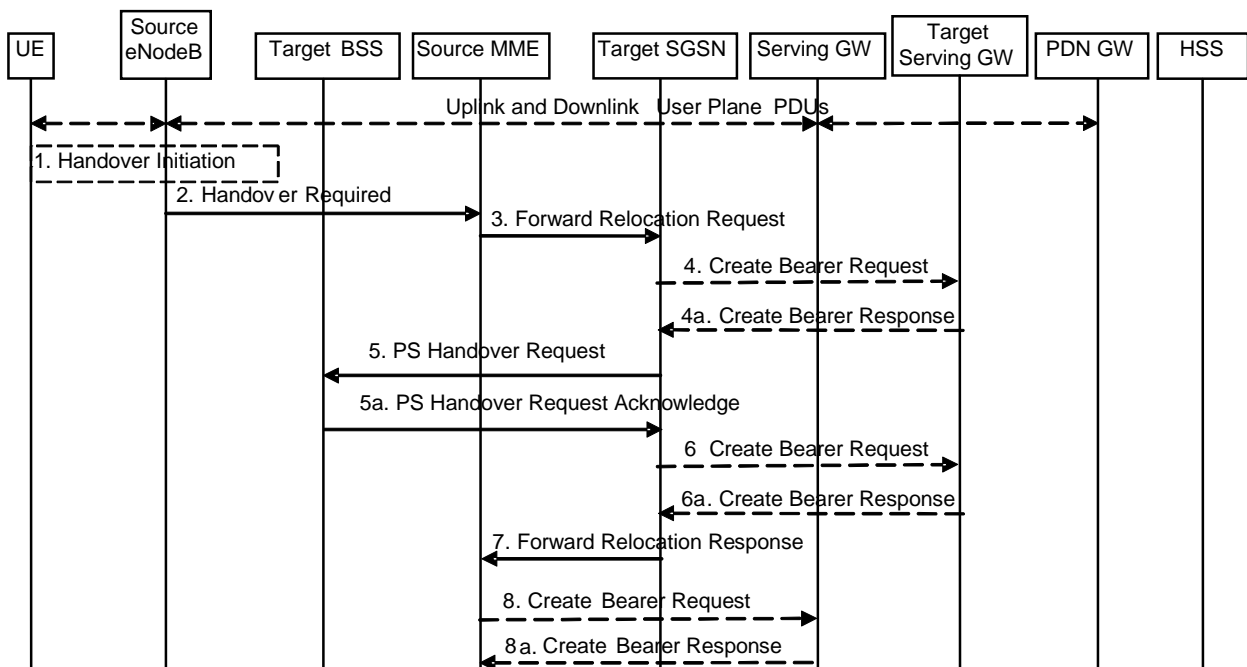 UE
Source
eNodeB
Target BSS
Source MME
Target SGSN
Serving GW
Target
Serving GW
PDN GW
HSS
Uplink and Downlink User Plane PDUs
1. Handover Initiation
2. Handover Required
3. Forward Relocation Request
4. Create Bearer Request
4a. Create Bearer Response
5. PS Handover Request
5a. PS Handover Request Acknowledge
6 Create Bearer Request
6a. Create Bearer Response
7. Forward Relocation Response
8. Create Bearer Request
8a. Create Bearer Response